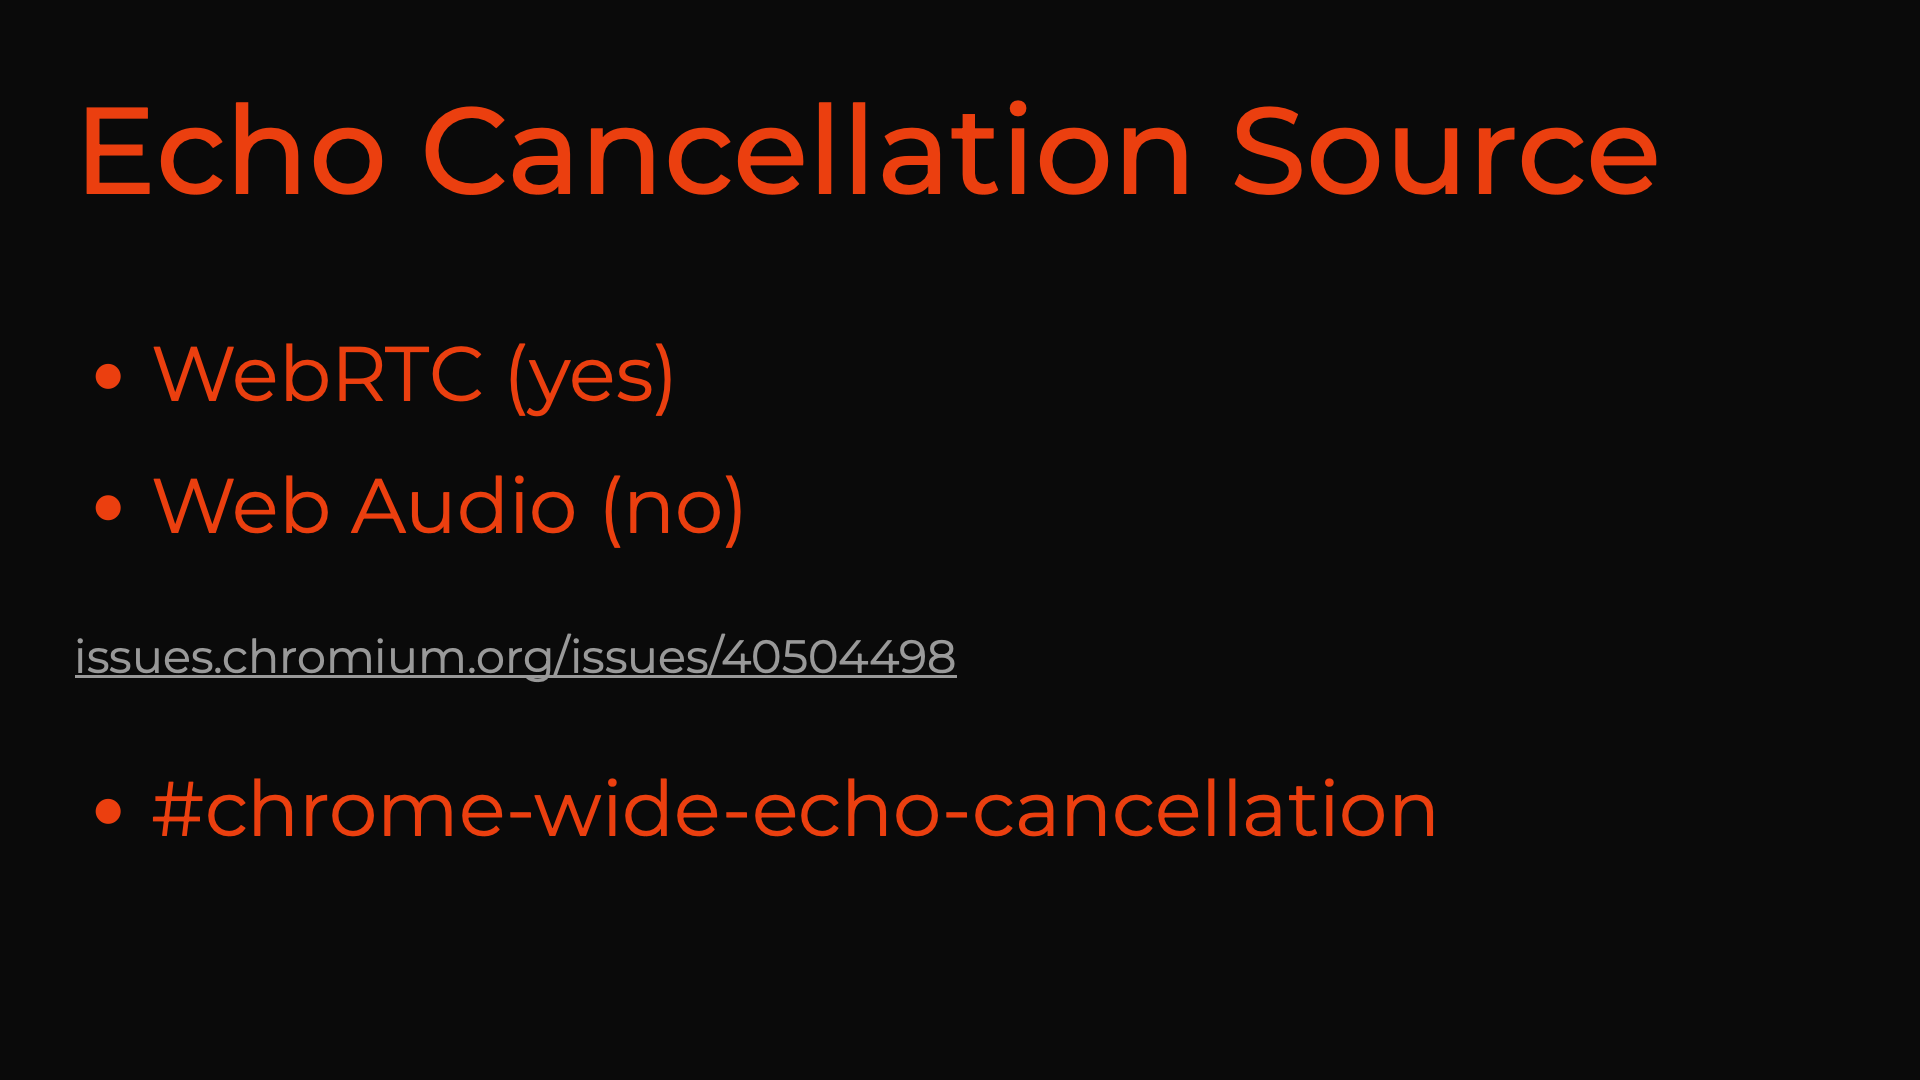 Echo Cancellation Source
• WebRTC (yes)
• Web Audio (no)
issues.chromium.org/issues/40504498
• #chrome-wide-echo-cancellation